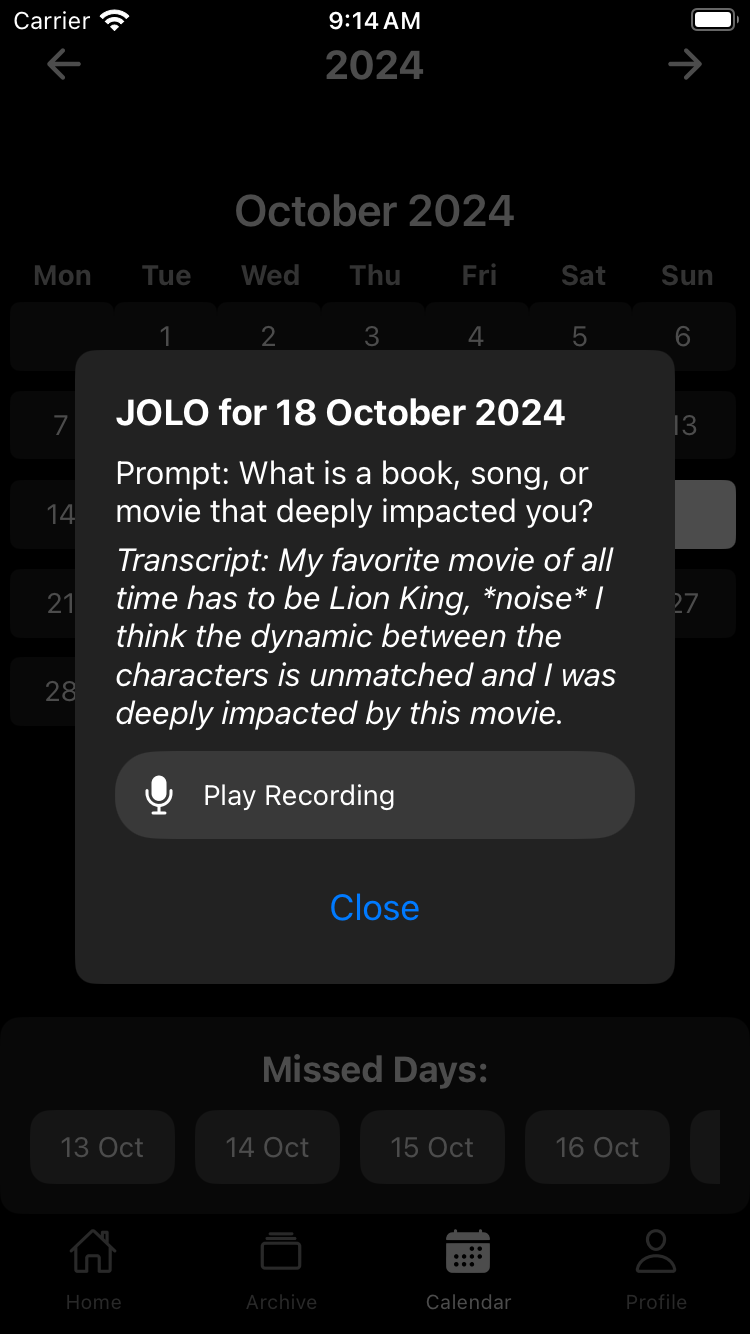 Carrier 9:14 AM
2024
October 2024
Mon Tue Wed Thu Fri Sat Sun
1 2 3 4 5 6
JOLO for 18 October 2024
7 13
Prompt: What is a book, song, or
movie that deeply impacted you?
14
Transcript: My favorite movie of all
time has to be Lion King, *noise* I
21 27
think the dynamic between the
characters is unmatched and I was
28
deeply impacted by this movie.
Play Recording
Close
Missed Days:
13 Oct 14 Oct 15 Oct 16 Oct
Home Archive Calendar Profile